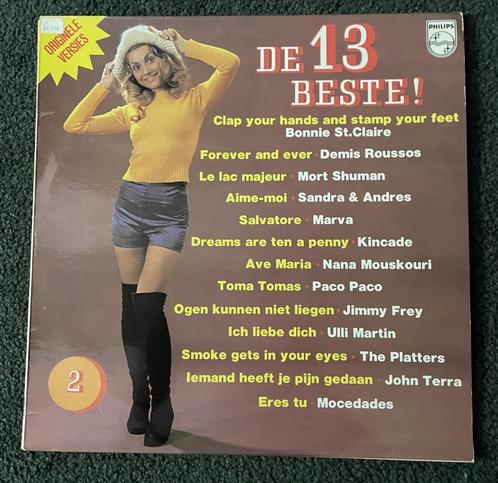 ORIGINELE
VERSIES
PHILIPS
DE 13
BESTE!
Clap your hands and stamp your feet
Bonnie St.Claire
Forever and ever • Demis Roussos
Le lac majeur • Mort Shuman
Aime-moi • Sandra & Andres
Salvatore • Marva
Dreams are ten a penny • Kincade
Ave Maria • Nana Mouskouri
Toma Tomas • Paco Paco
Ogen kunnen niet liegen • Jimmy Frey
Ich liebe dich • Ulli Martin
Smoke gets in your eyes • The Platters
Iemand heeft je pijn gedaan • John Terra
Eres tu • Mocedades
2